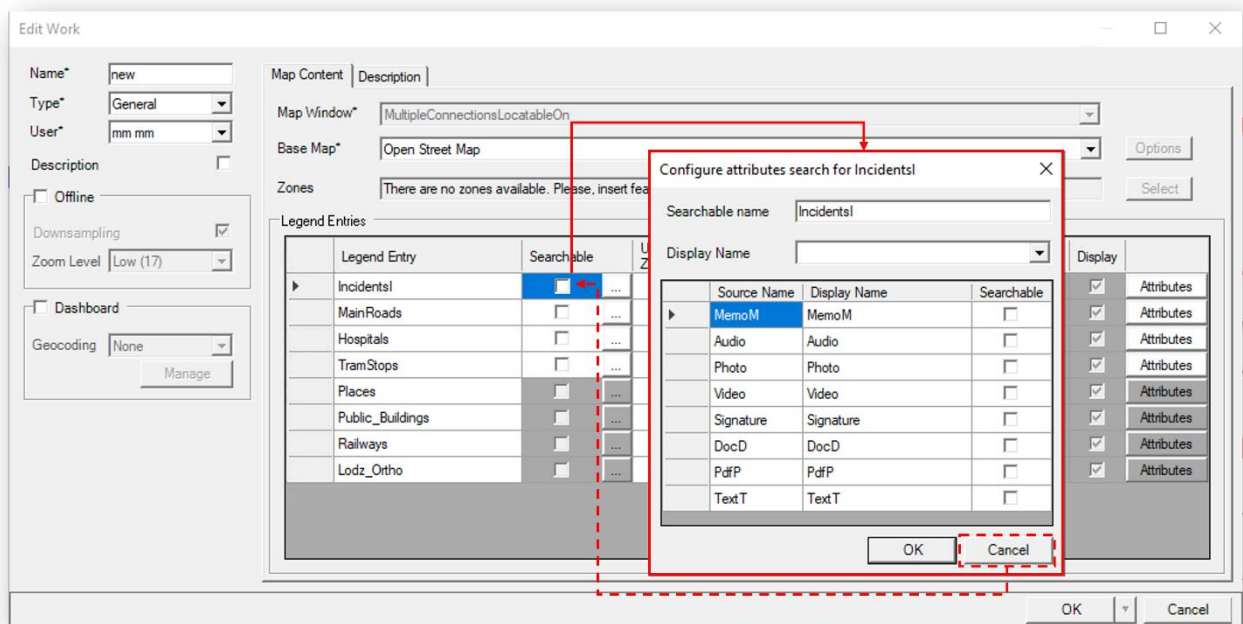 Edit Work
Name* new
Type* General
User* mm mm
Description
Offline
Downsampling
Zoom Level Low (17)
Dashboard
Geocoding None
Manage
Map Content Description
Map Window* MultipleConnectionsLocatableOn
Base Map* Open Street Map Options
Zones There are no zones available. Please, insert fea Select
Legend Entries
Legend Entry Searchable U Z Display
IncidentsI ... Attributes
MainRoads ... Attributes
Hospitals ... Attributes
TramStops ... Attributes
Places ... Attributes
Public_Buildings ... Attributes
Railways ... Attributes
Lodz_Ortho ... Attributes
Configure attributes search for IncidentsI
Searchable name IncidentsI
Display Name
Source Name Display Name Searchable
MemoM MemoM
Audio Audio
Photo Photo
Video Video
Signature Signature
DocD DocD
PdfP PdfP
TextT TextT
OK Cancel
OK Cancel